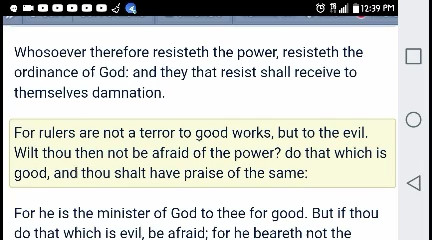 12:39 PM
Whosoever therefore resisteth the power, resisteth the
ordinance of God: and they that resist shall receive to
themselves damnation.
For rulers are not a terror to good works, but to the evil.
Wilt thou then not be afraid of the power? do that which is
good, and thou shalt have praise of the same:
For he is the minister of God to thee for good. But if thou
do that which is evil, be afraid; for he beareth not the